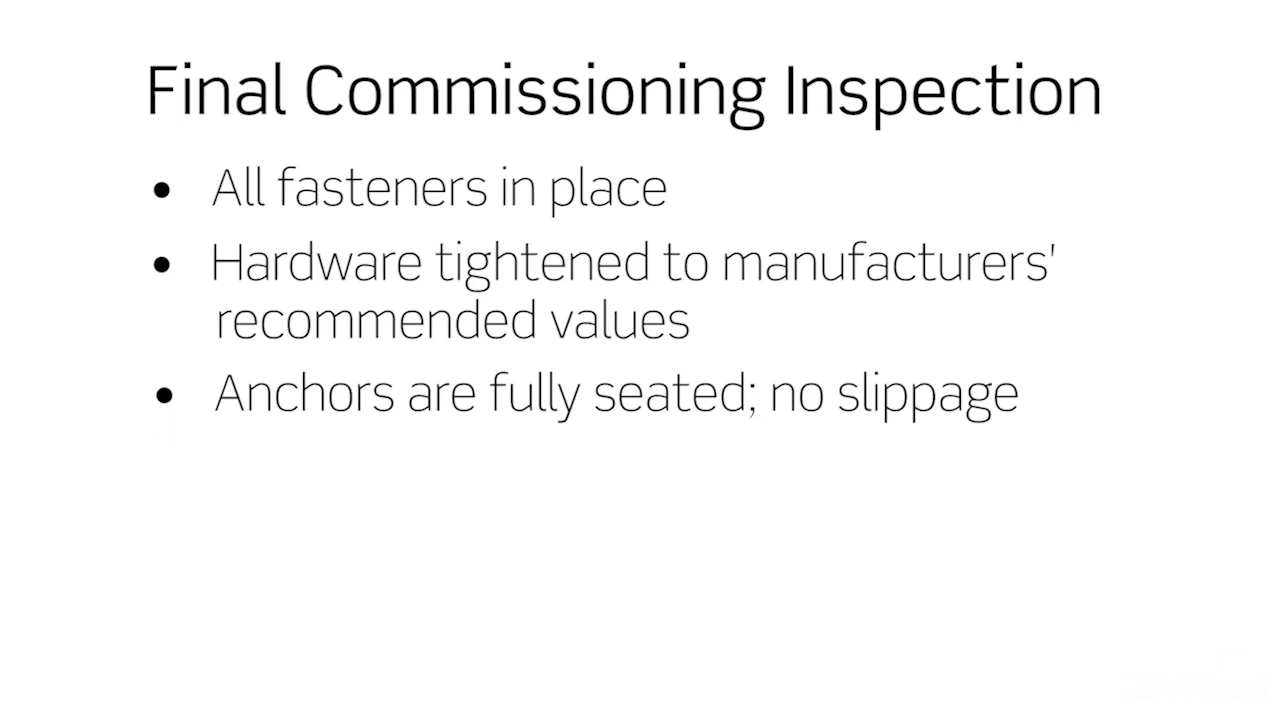 Final Commissioning Inspection
• All fasteners in place
• Hardware tightened to manufacturers'
recommended values
• Anchors are fully seated; no slippage